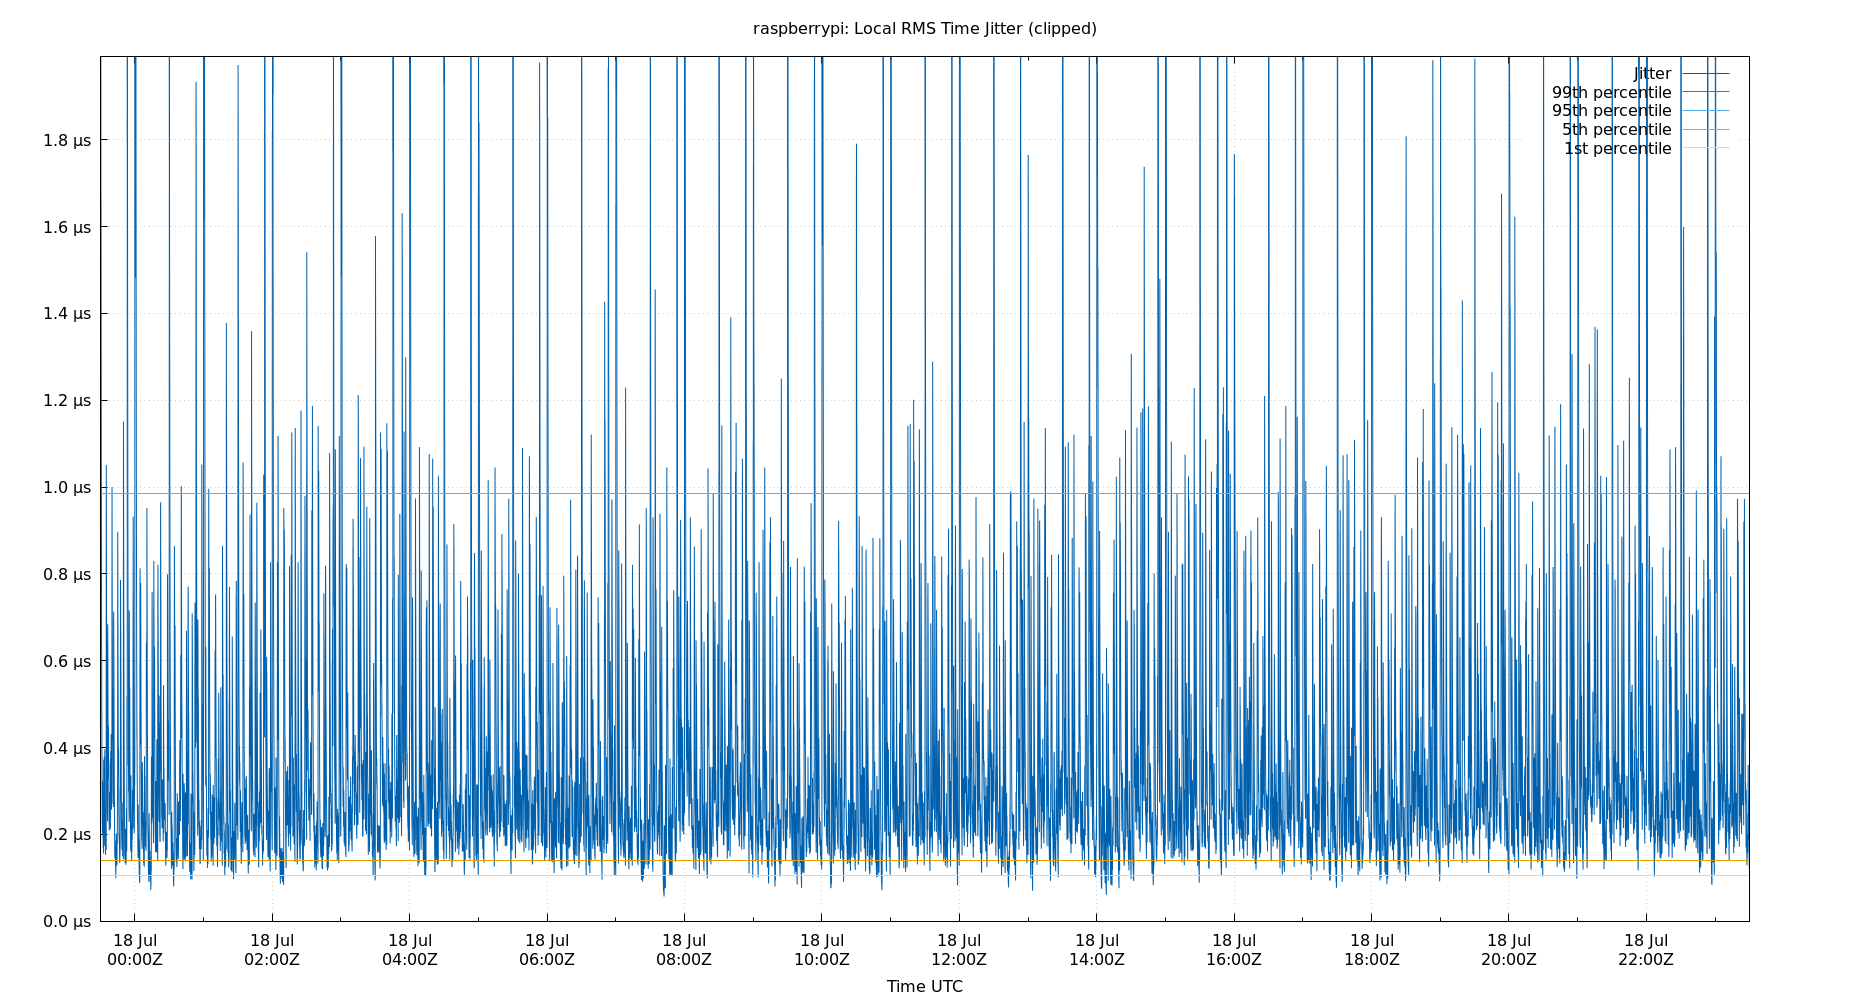 raspberrypi: Local RMS Time Jitter (clipped)
Jitter
99th percentile
95th percentile
5th percentile
1st percentile
1.8 µs
1.6 µs
1.4 µs
1.2 µs
1.0 µs
0.8 µs
0.6 µs
0.4 µs
0.2 µs
0.0 µs
18 Jul 18 Jul 18 Jul 18 Jul 18 Jul 18 Jul 18 Jul 18 Jul 18 Jul 18 Jul 18 Jul 18 Jul
00:00Z 02:00Z 04:00Z 06:00Z 08:00Z 10:00Z 12:00Z 14:00Z 16:00Z 18:00Z 20:00Z 22:00Z
Time UTC